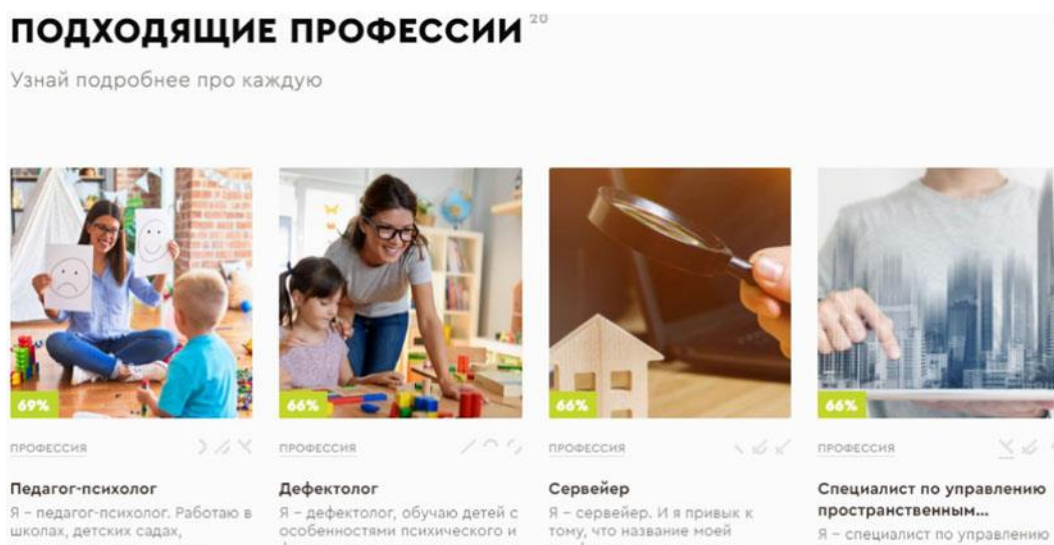 ПОДХОДЯЩИЕ ПРОФЕССИИ 20
Узнай подробнее про каждую
69%
66%
66%
66%
ПРОФЕССИЯ
ПРОФЕССИЯ
ПРОФЕССИЯ
ПРОФЕССИЯ
Педагог-психолог
Я – педагог-психолог. Работаю в
школах, детских садах,
Дефектолог
Я – дефектолог, обучаю детей с
особенностями психического и
Сервейер
Я – сервейер. И я привык к
тому, что название моей
Специалист по управлению
пространственным...
Я – специалист по управлению